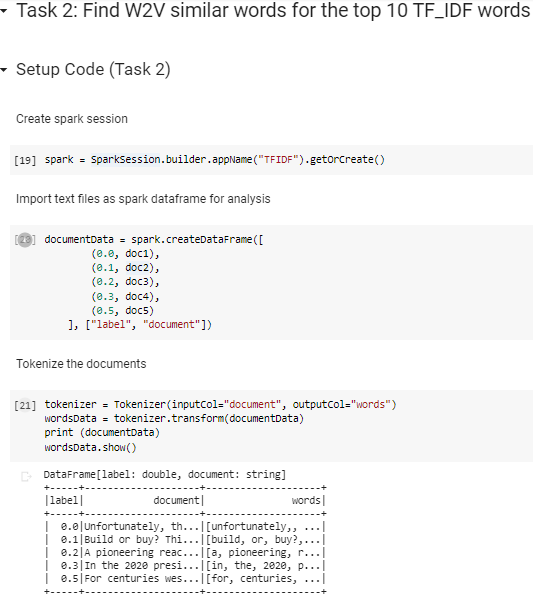 Task 2: Find W2V similar words for the top 10 TF_IDF words
Setup Code (Task 2)
Create spark session
[19] spark = SparkSession.builder.appName("TFIDF").getOrCreate()
Import text files as spark dataframe for analysis
[20] documentData = spark.createDataFrame([
(0.0, doc1),
(0.1, doc2),
(0.2, doc3),
(0.3, doc4),
(0.5, doc5)
], ["label", "document"])
Tokenize the documents
[21] tokenizer = Tokenizer(inputCol="document", outputCol="words")
wordsData = tokenizer.transform(documentData)
print (documentData)
wordsData.show()
DataFrame[label: double, document: string]
+-----+--------------------+--------------------+
|label|            document|               words|
+-----+--------------------+--------------------+
|  0.0|Unfortunately, th...|[unfortunately,, ...|
|  0.1|Build or buy? Thi...|[build, or, buy?,...|
|  0.2|A pioneering reac...|[a, pioneering, r...|
|  0.3|In the 2020 presi...|[in, the, 2020, p...|
|  0.5|For centuries wes...|[for, centuries, ...|
+-----+--------------------+--------------------+